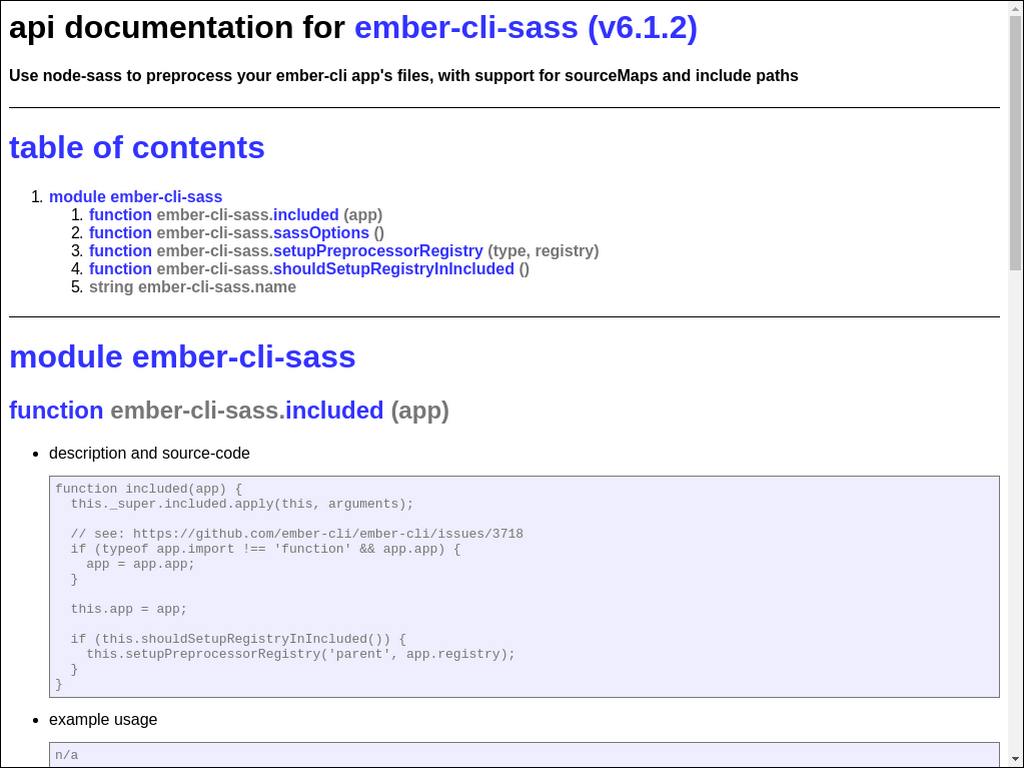 api documentation for ember-cli-sass (v6.1.2)
Use node-sass to preprocess your ember-cli app's files, with support for sourceMaps and include paths
table of contents
1. module ember-cli-sass
1. function ember-cli-sass.included (app)
2. function ember-cli-sass.sassOptions ()
3. function ember-cli-sass.setupPreprocessorRegistry (type, registry)
4. function ember-cli-sass.shouldSetupRegistryInIncluded ()
5. string ember-cli-sass.name
module ember-cli-sass
function ember-cli-sass.included (app)
• description and source-code
function included(app) {
  this._super.included.apply(this, arguments);

  // see: https://github.com/ember-cli/ember-cli/issues/3718
  if (typeof app.import !== 'function' && app.app) {
    app = app.app;
  }

  this.app = app;

  if (this.shouldSetupRegistryInIncluded()) {
    this.setupPreprocessorRegistry('parent', app.registry);
  }
}
• example usage
n/a